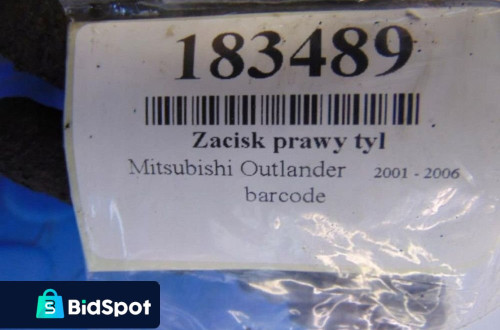 183489
Zacisk prawy tyl
Mitsubishi Outlander 2001 - 2006
barcode
S BidSpot